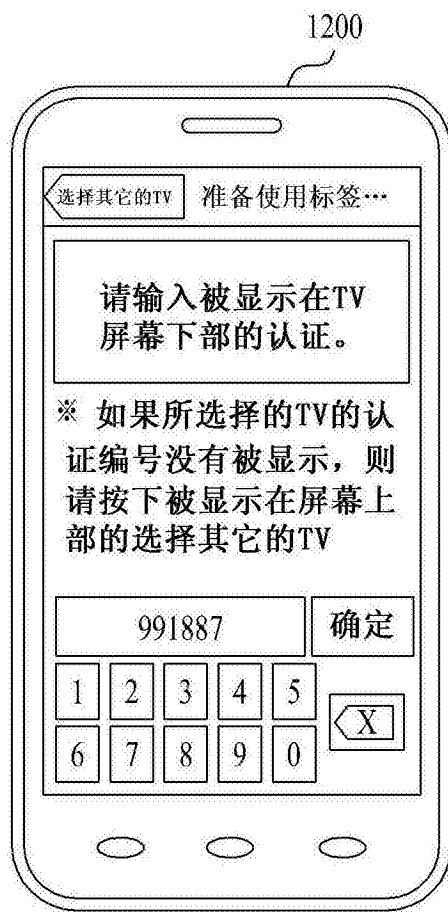 1200
选择其它的TV 准备使用标签…
请输入被显示在TV
屏幕下部的认证。
※ 如果所选择的TV的认
证编号没有被显示，则
请按下被显示在屏幕上
部的选择其它的TV
991887 确定
1 2 3 4 5
X
6 7 8 9 0